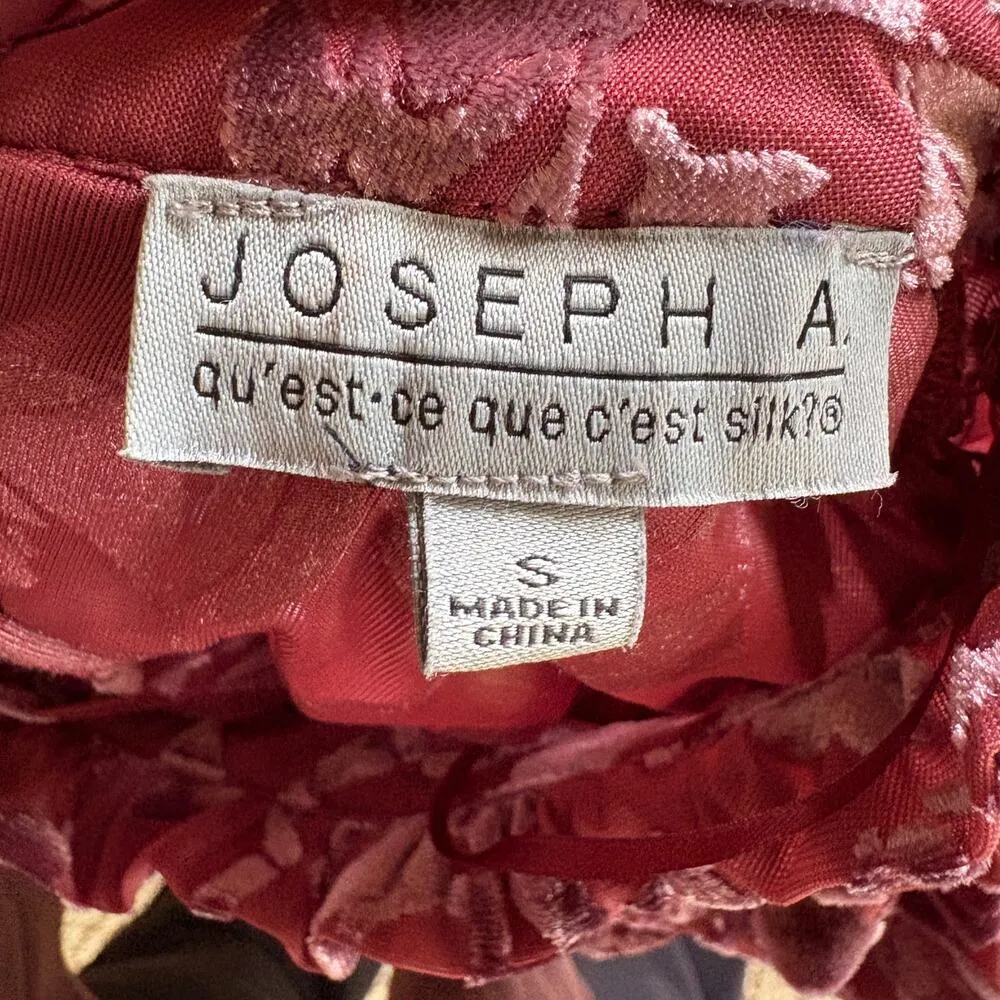 JOSEPH A.
qu'est·ce que c'est silk?®
S
MADE IN
CHINA